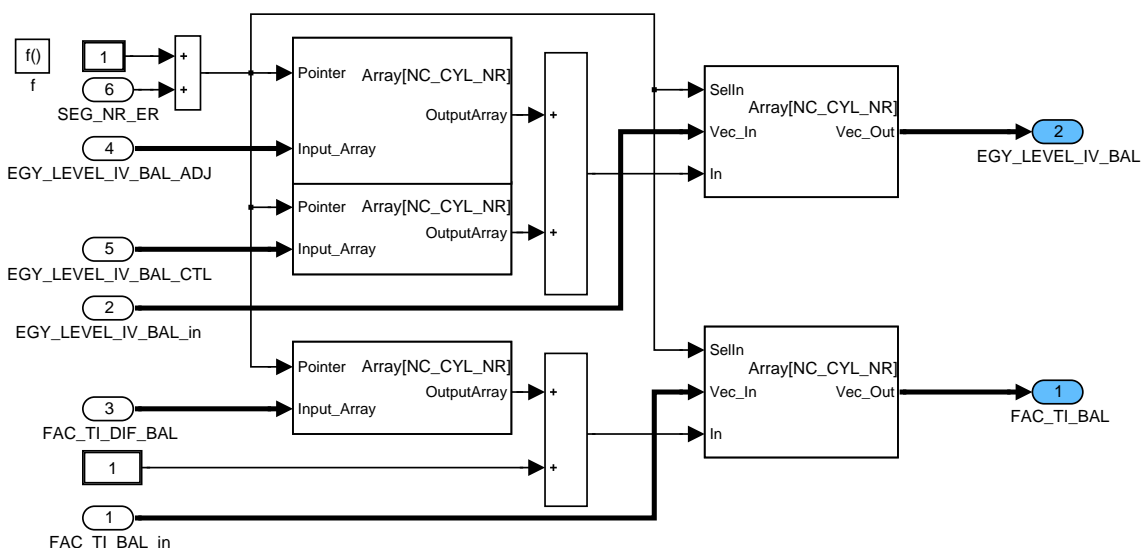 f()
f
1
+
+
6
SEG_NR_ER
4
EGY_LEVEL_IV_BAL_ADJ
Pointer
Array[NC_CYL_NR]
OutputArray
Input_Array
+
Pointer
Array[NC_CYL_NR]
OutputArray
Input_Array
+
5
EGY_LEVEL_IV_BAL_CTL
2
EGY_LEVEL_IV_BAL_in
SelIn
Array[NC_CYL_NR]
Vec_In
Vec_Out
In
2
EGY_LEVEL_IV_BAL
Pointer
Array[NC_CYL_NR]
OutputArray
Input_Array
+
+
3
FAC_TI_DIF_BAL
1
1
FAC_TI_BAL_in
SelIn
Array[NC_CYL_NR]
Vec_In
Vec_Out
In
1
FAC_TI_BAL